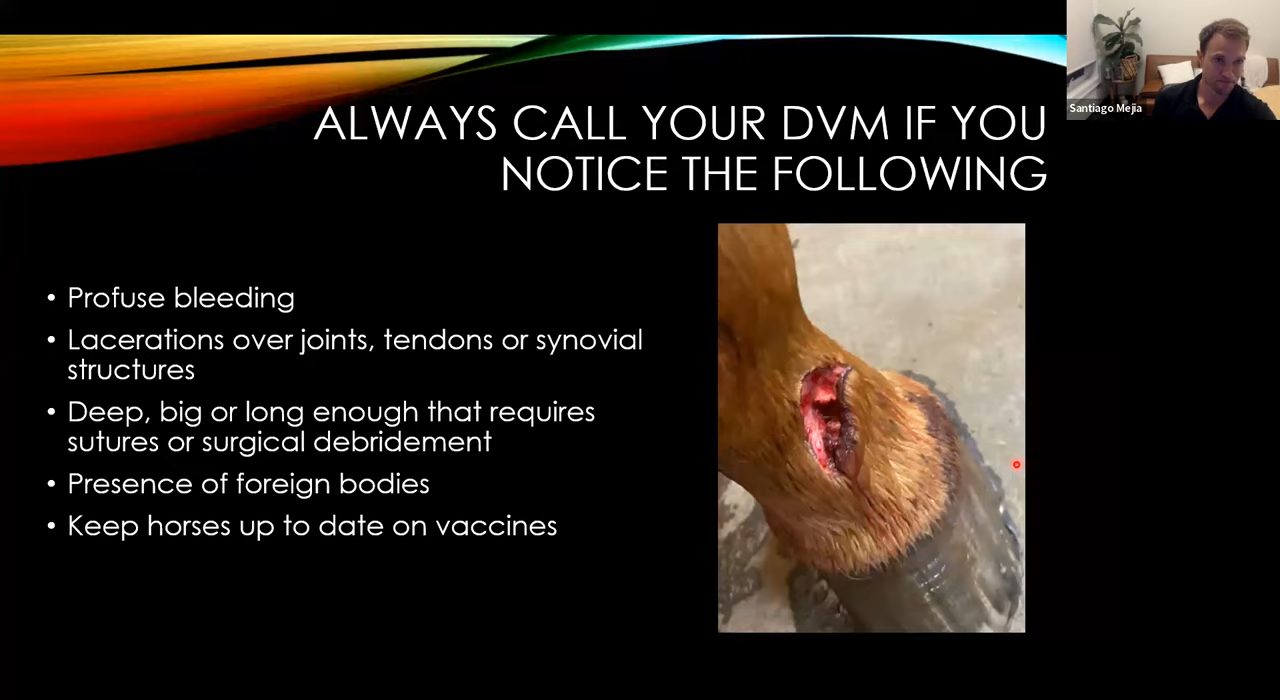 Santiago Mejia
ALWAYS CALL YOUR DVM IF YOU
NOTICE THE FOLLOWING
• Profuse bleeding
• Lacerations over joints, tendons or synovial
structures
• Deep, big or long enough that requires
sutures or surgical debridement
• Presence of foreign bodies
• Keep horses up to date on vaccines